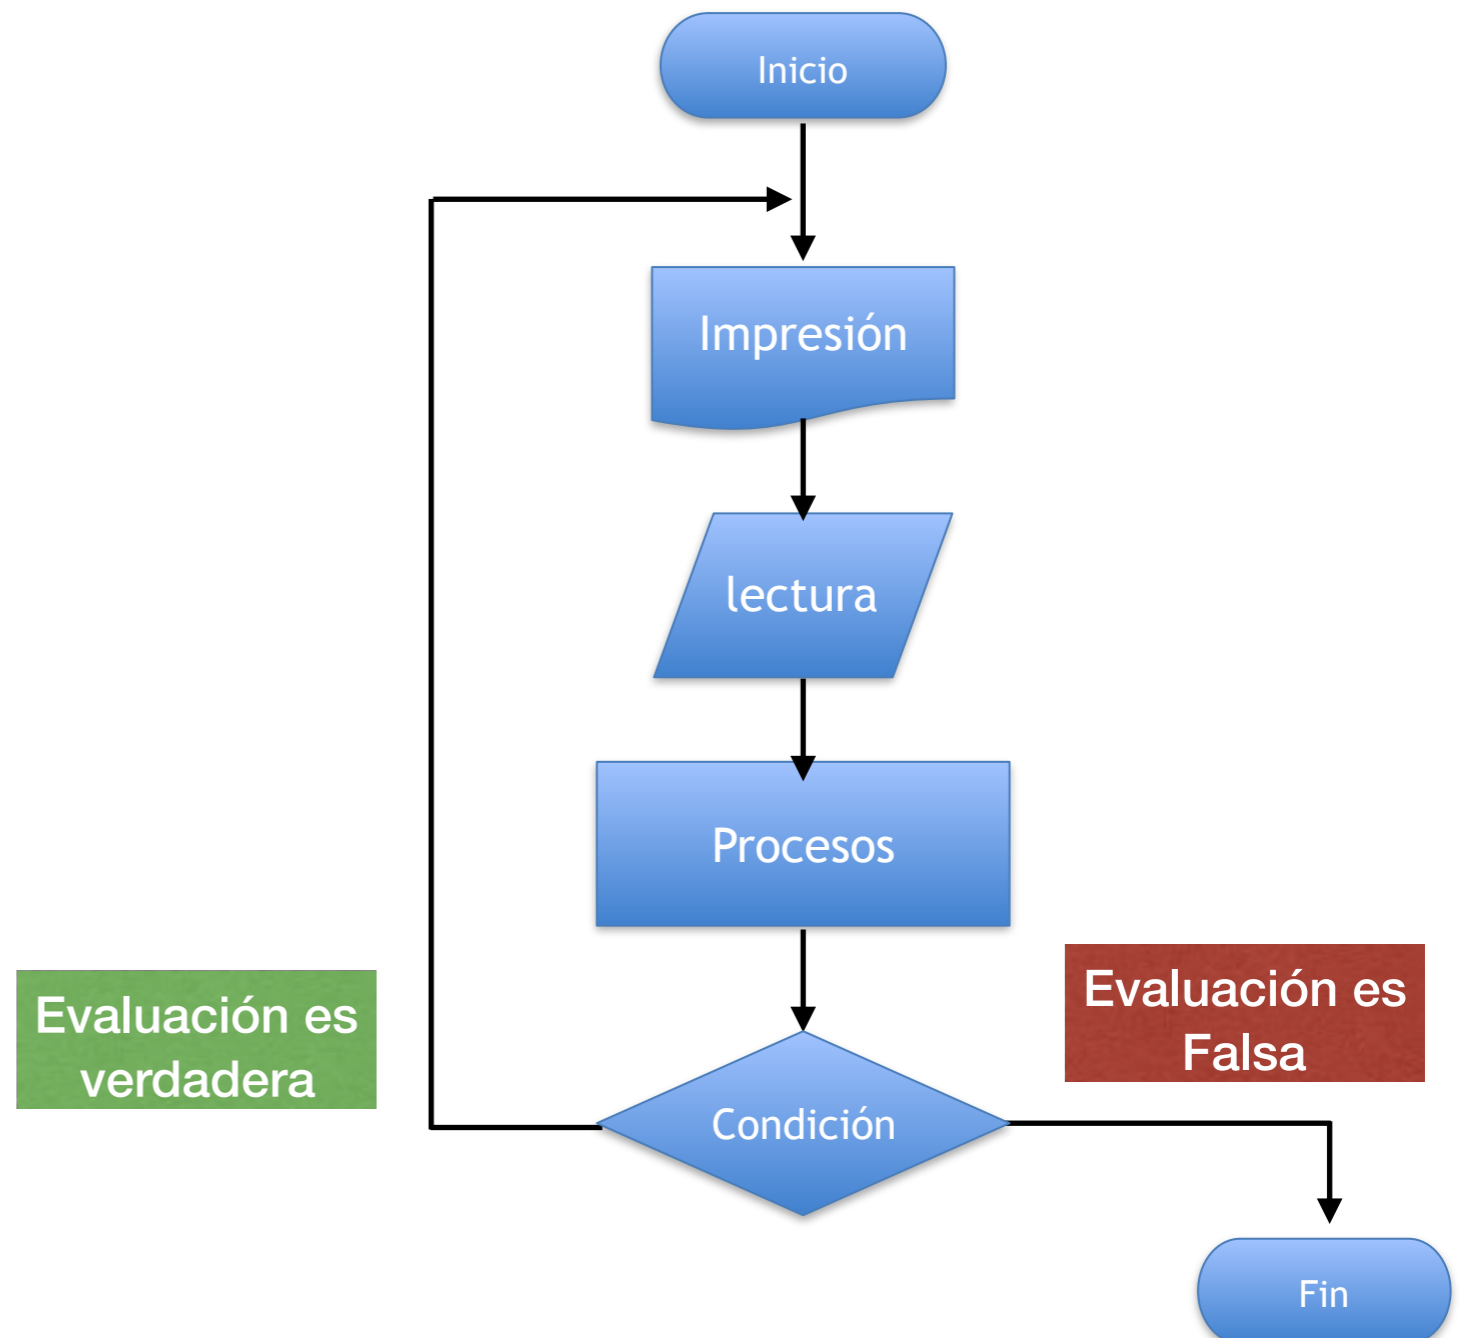 Inicio
Impresión
lectura
Procesos
Evaluación es
verdadera
Evaluación es
Falsa
Condición
Fin